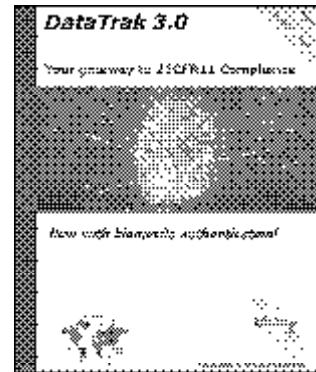 DataTrak 3.0
Your gateway to 21CFR11 Compliance
Now with biometric authentication!